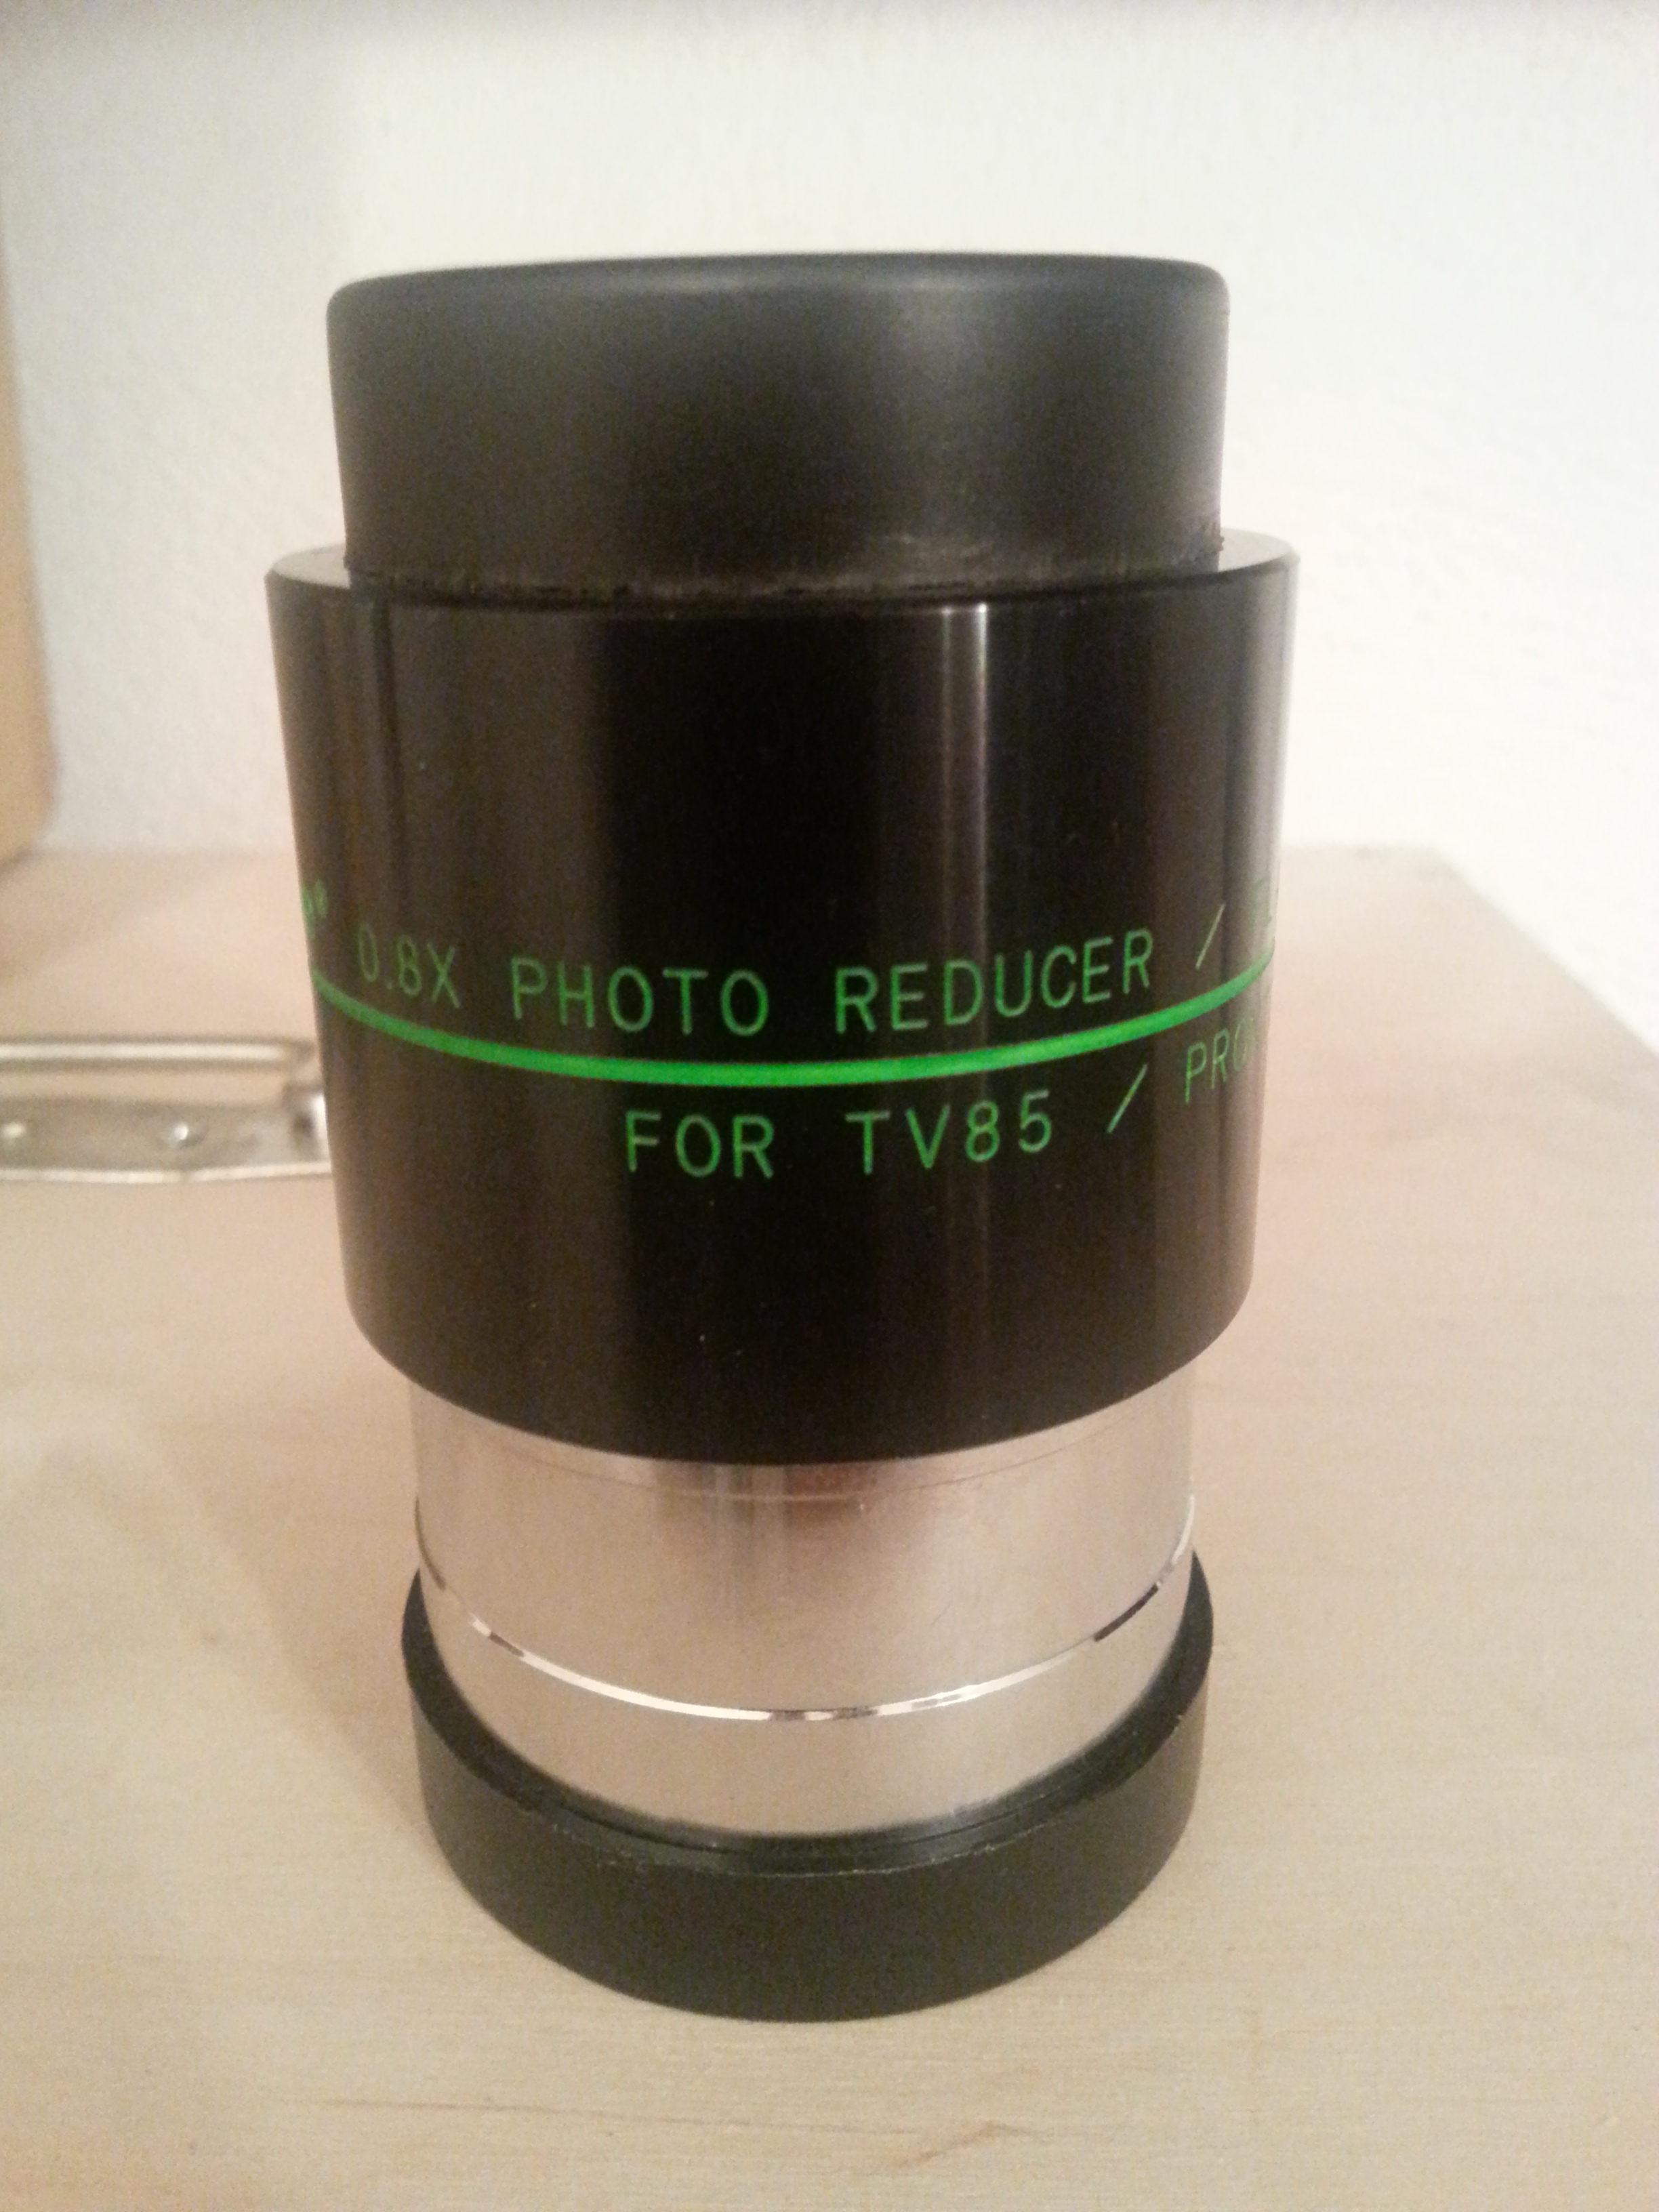 0.8X PHOTO REDUCER /
FOR TV85 /